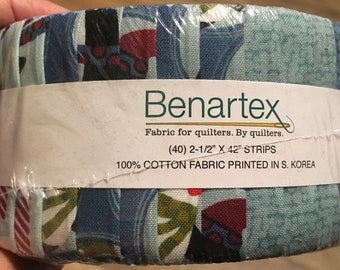 Benartex
Fabric for quilters. By quilters.
(40) 2-1/2" X 42" STRIPS
100% COTTON FABRIC PRINTED IN S. KOREA